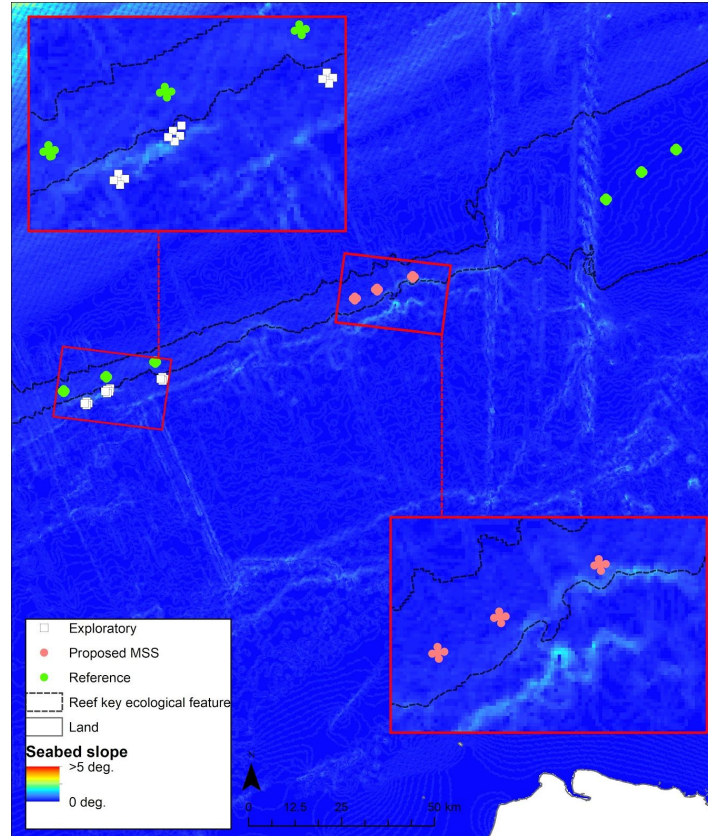 Exploratory
Proposed MSS
Reference
Reef key ecological feature
Land
Seabed slope
>5 deg.
0 deg.
0 12.5 25 50 km